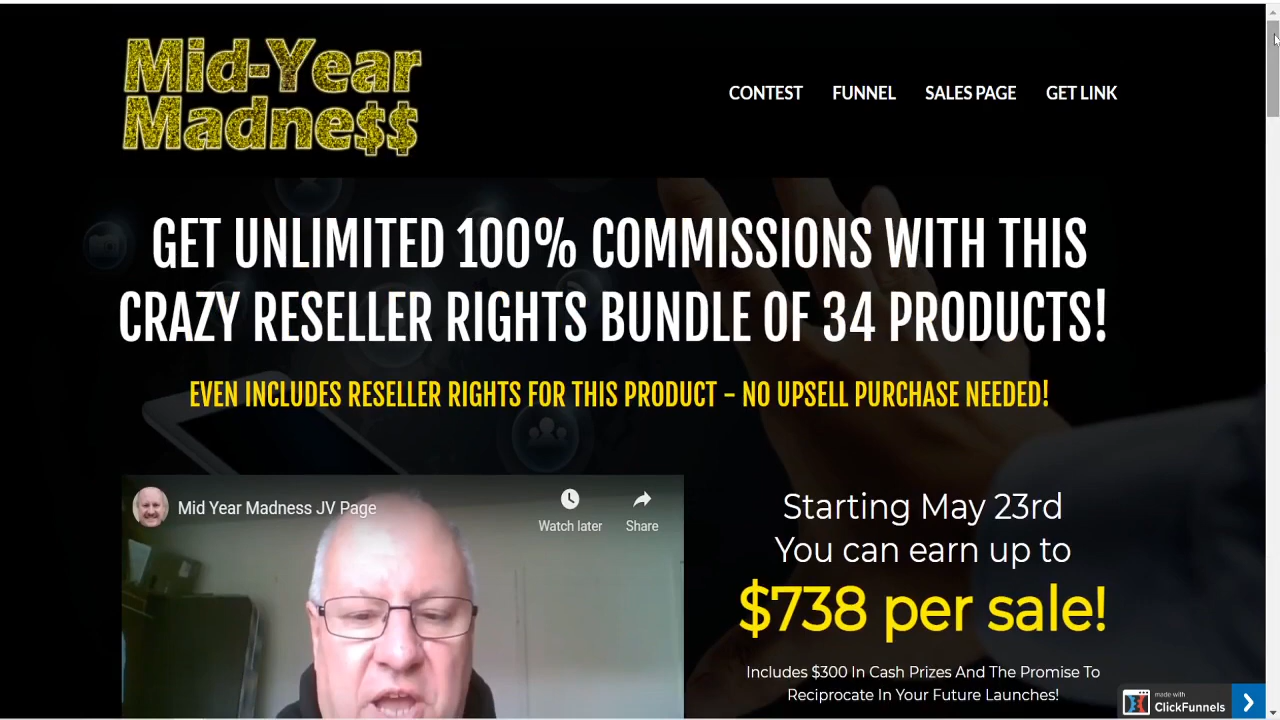 Mid-Year
Madne$$
CONTEST
FUNNEL
SALES PAGE
GET LINK
GET UNLIMITED 100% COMMISSIONS WITH THIS
CRAZY RESELLER RIGHTS BUNDLE OF 34 PRODUCTS!
EVEN INCLUDES RESELLER RIGHTS FOR THIS PRODUCT - NO UPSELL PURCHASE NEEDED!
Mid Year Madness JV Page
Watch later
Share
Starting May 23rd
You can earn up to
$738 per sale!
Includes $300 In Cash Prizes And The Promise To
Reciprocate In Your Future Launches!
made with
ClickFunnels